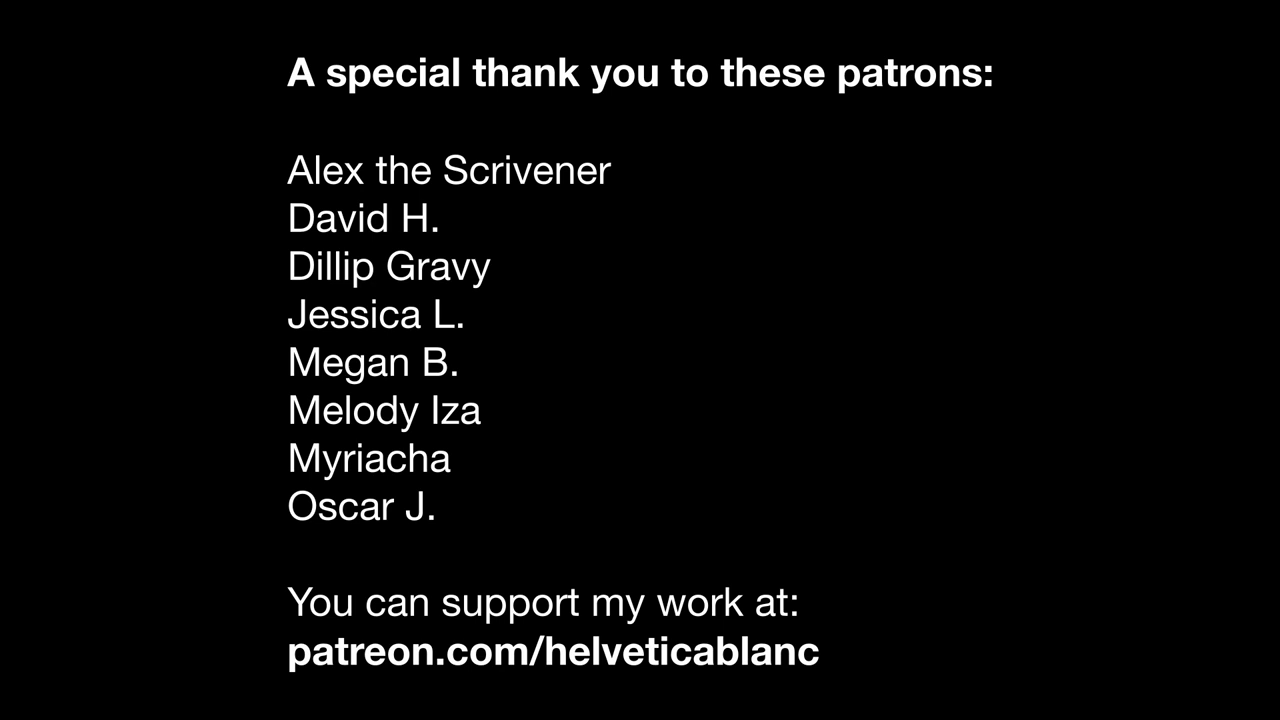 A special thank you to these patrons:
Alex the Scrivener
David H.
Dillip Gravy
Jessica L.
Megan B.
Melody Iza
Myriacha
Oscar J.
You can support my work at:
patreon.com/helveticablanc